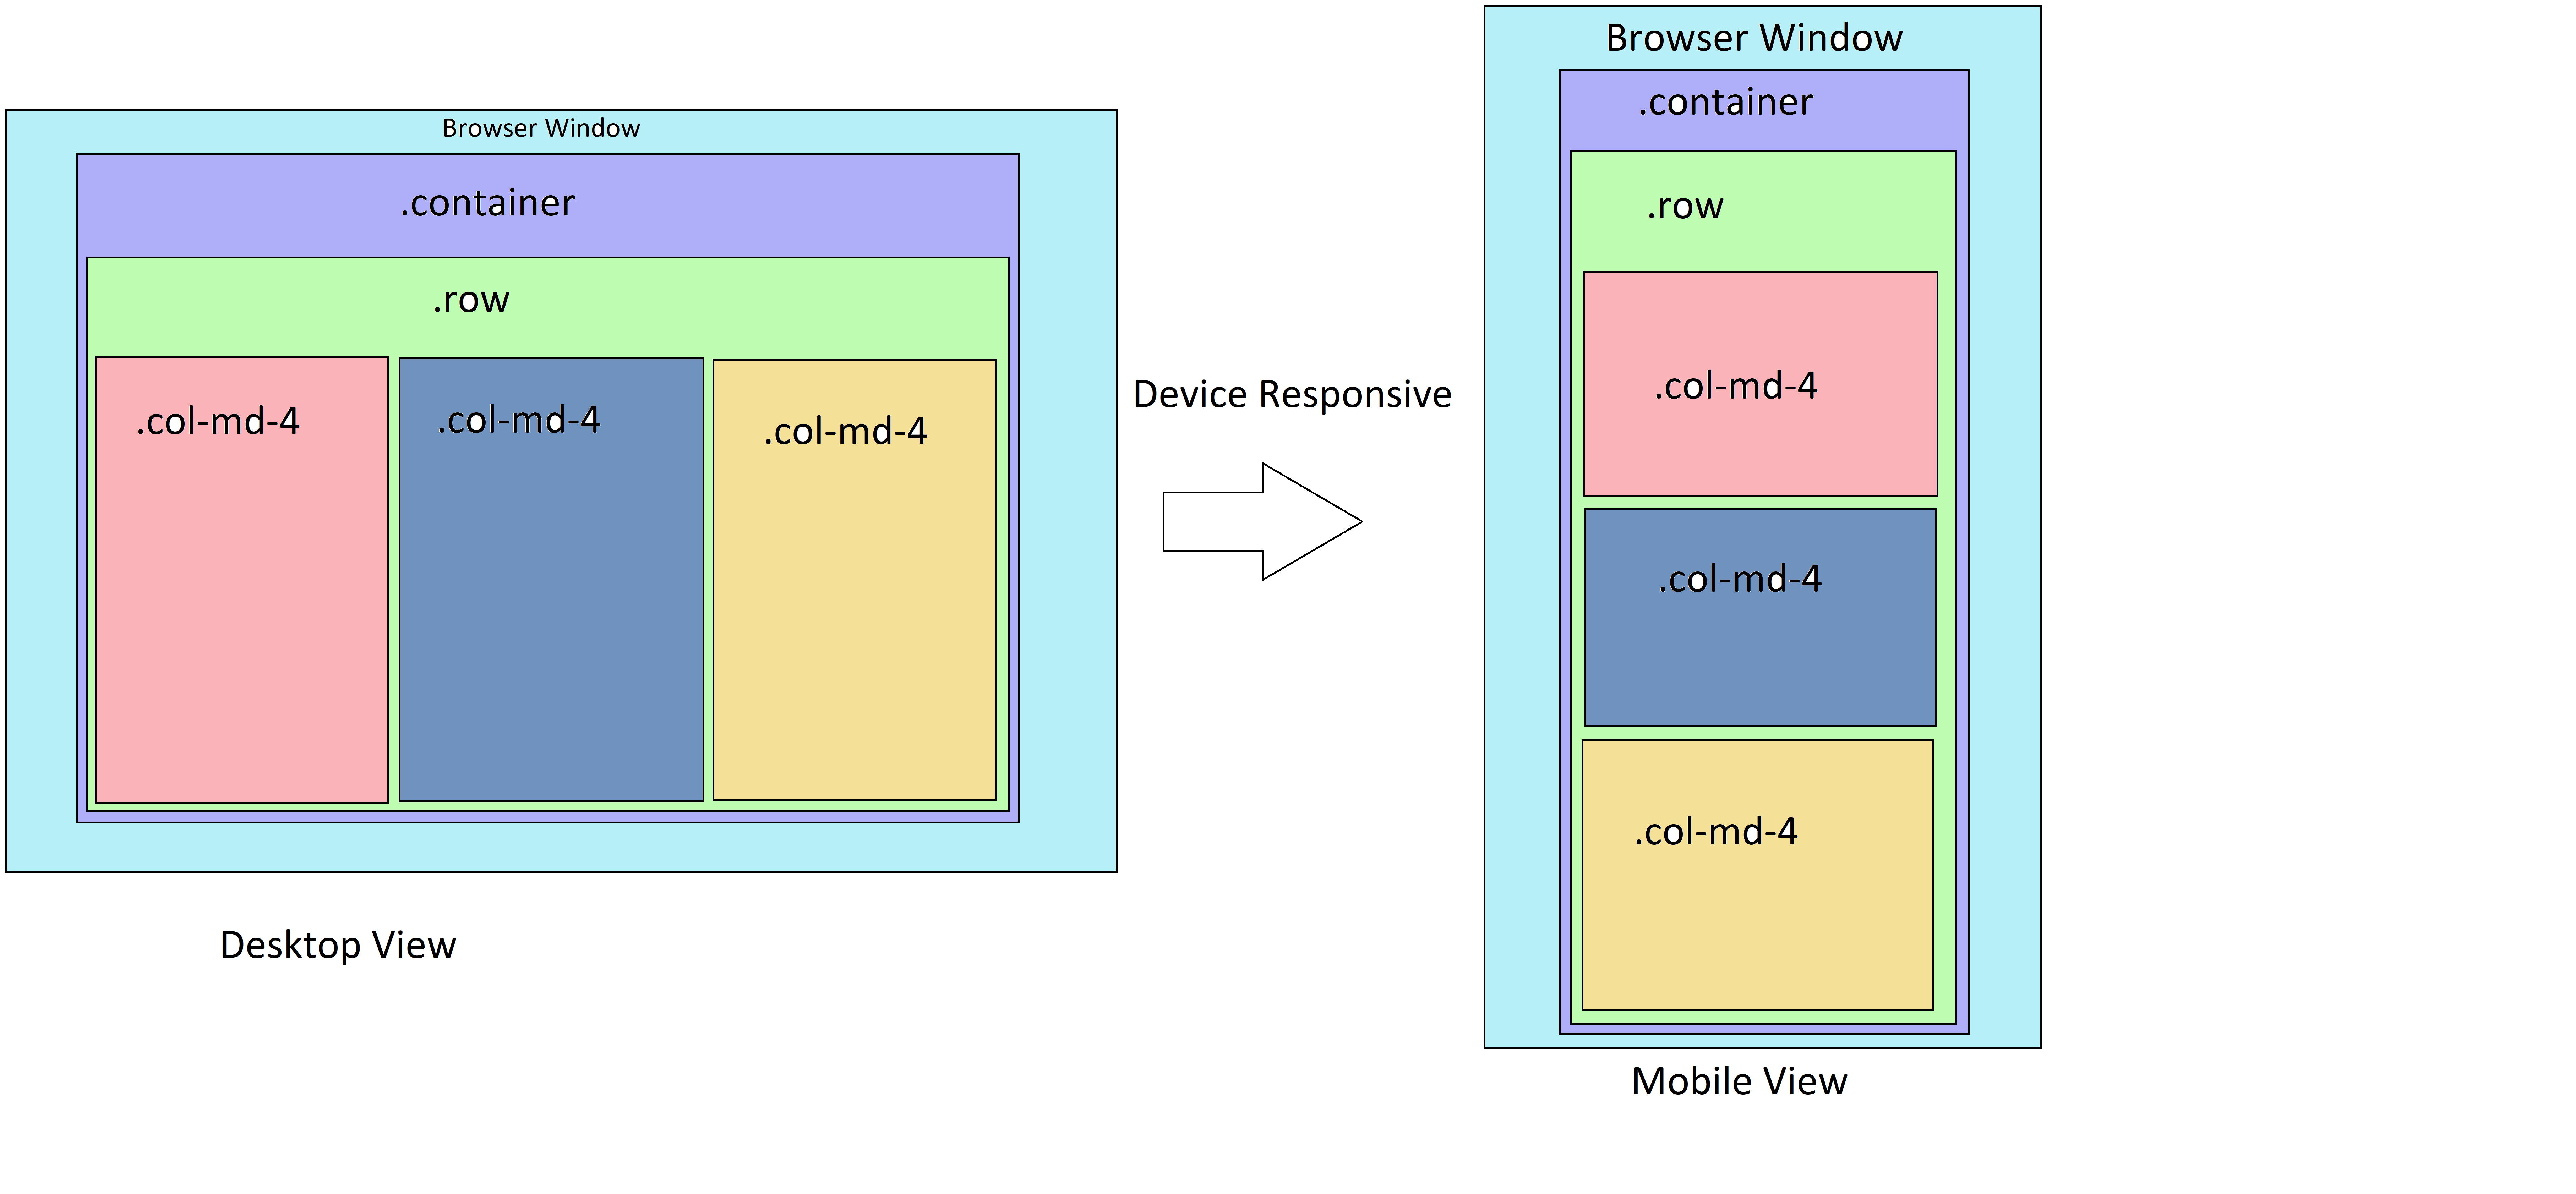 Browser Window
.container
.row
.col-md-4
.col-md-4
.col-md-4
Desktop View
Device Responsive
Browser Window
.container
.row
.col-md-4
.col-md-4
.col-md-4
Mobile View